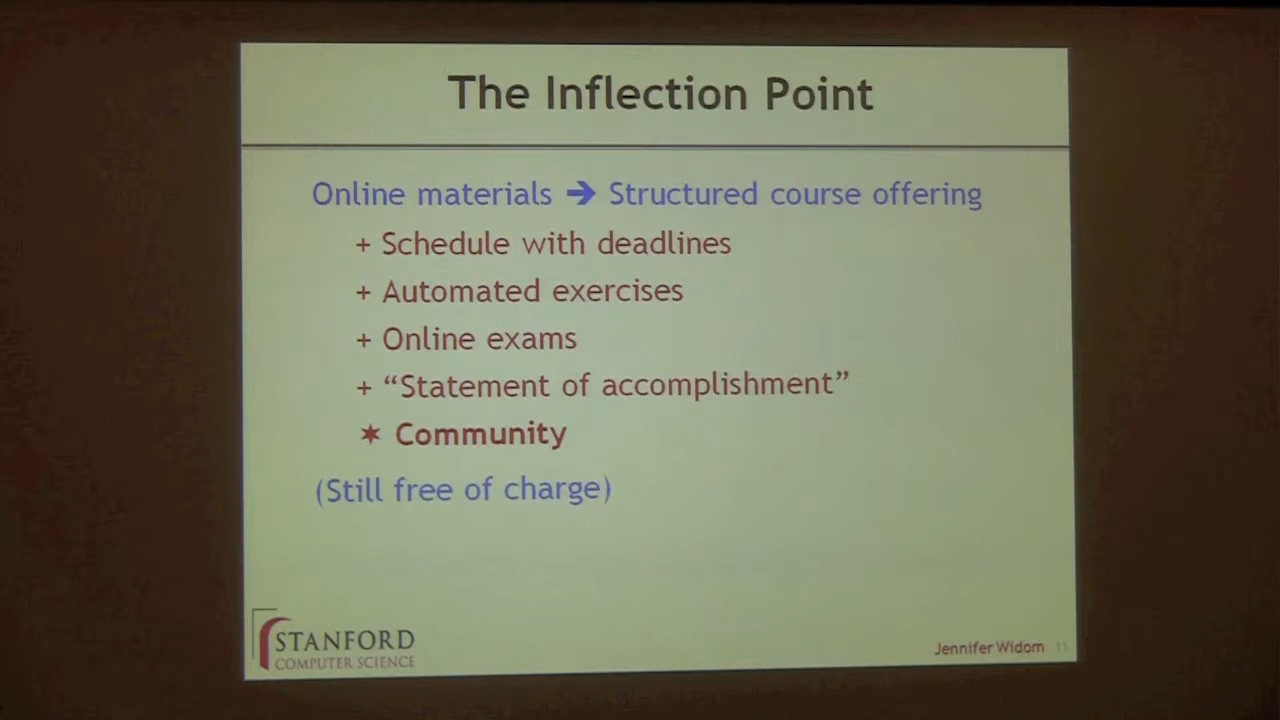 The Inflection Point
Online materials ➔ Structured course offering
+ Schedule with deadlines
+ Automated exercises
+ Online exams
+ “Statement of accomplishment”
✶ Community
(Still free of charge)
STANFORD
COMPUTER SCIENCE
Jennifer Widom